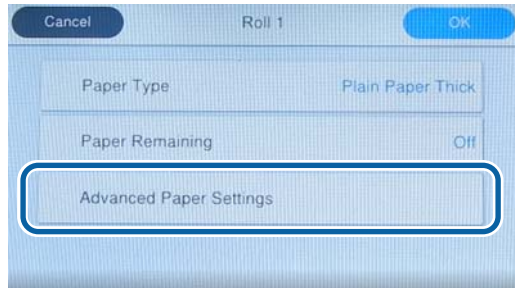 Cancel Roll 1 OK
Paper Type Plain Paper Thick
Paper Remaining Off
Advanced Paper Settings